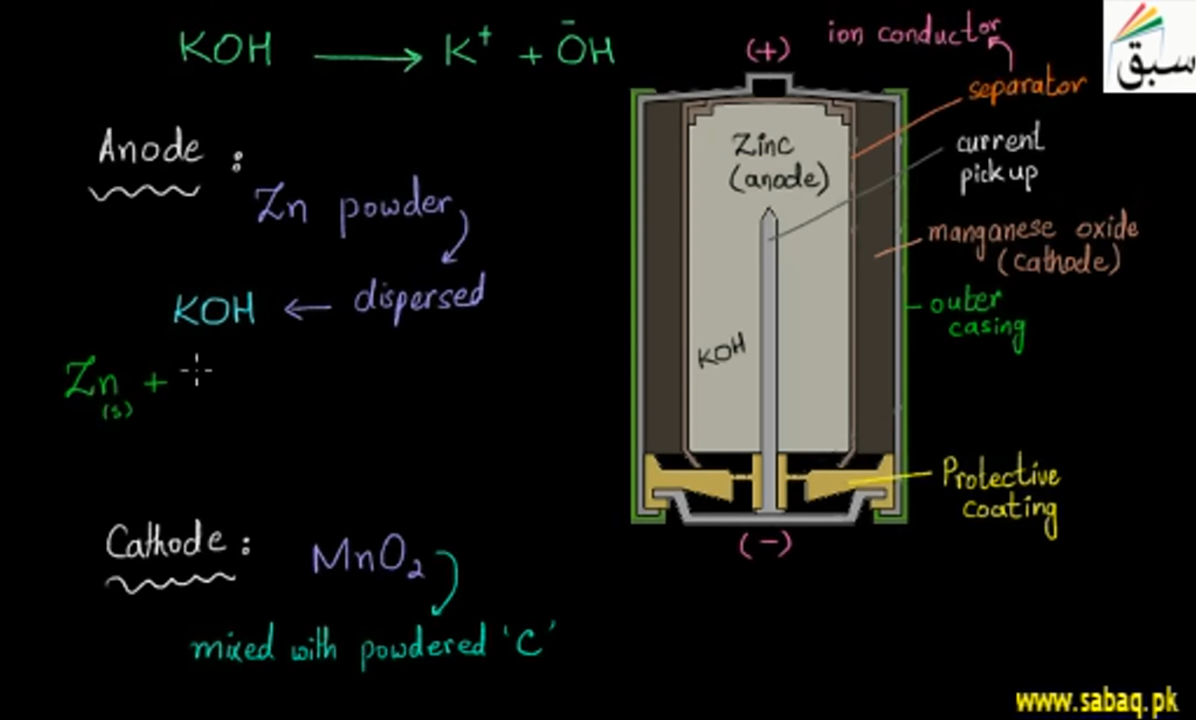 KOH ⟶ K⁺ + ŌH
Anode :
Zn powder
KOH ← dispersed
Zn(s) +
Cathode : MnO₂
mixed with powdered ‘C’
(+)
ion conductor
separator
current
pick up
manganese oxide
(cathode)
outer
casing
Protective
coating
(−)
Zinc
(anode)
KOH
سبق
www.sabaq.pk